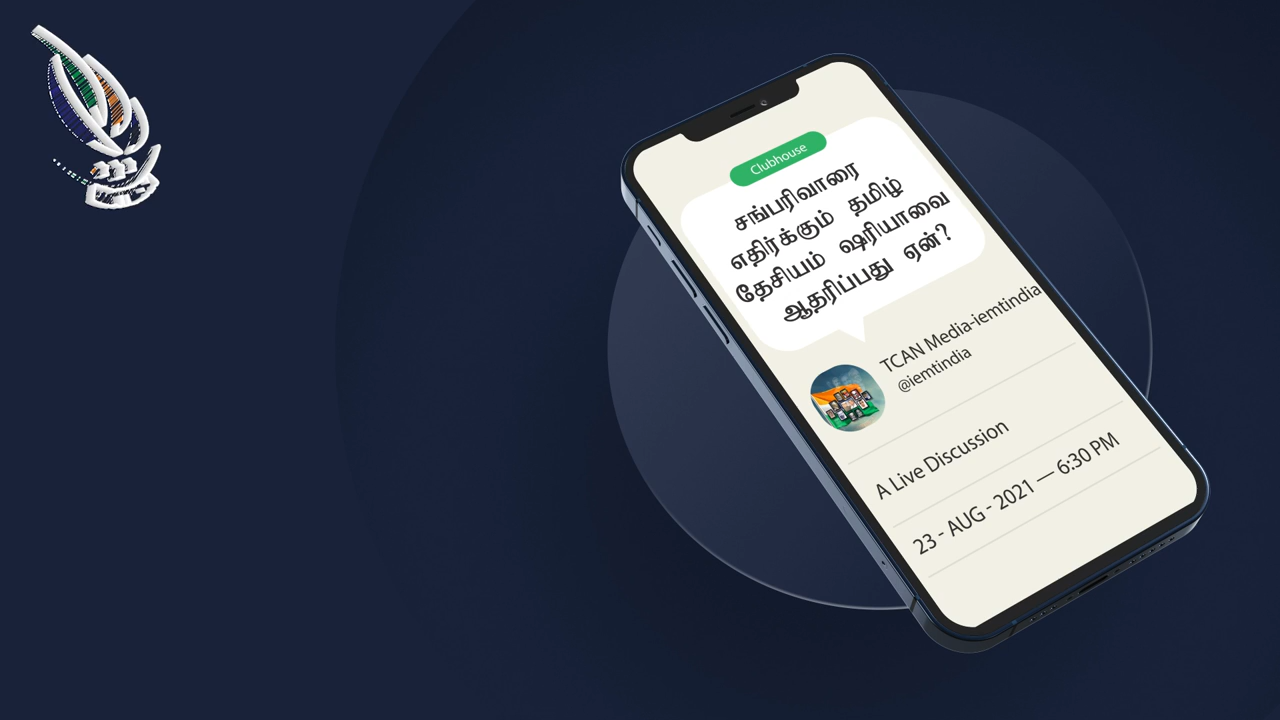 Clubhouse
சங்பரிவாரை
எதிர்க்கும் தமிழ்
தேசியம் ஷரியாவை
ஆதரிப்பது ஏன்?
TCAN Media-iemtindia
@iemtindia
A Live Discussion
23 - AUG - 2021 — 6:30 PM